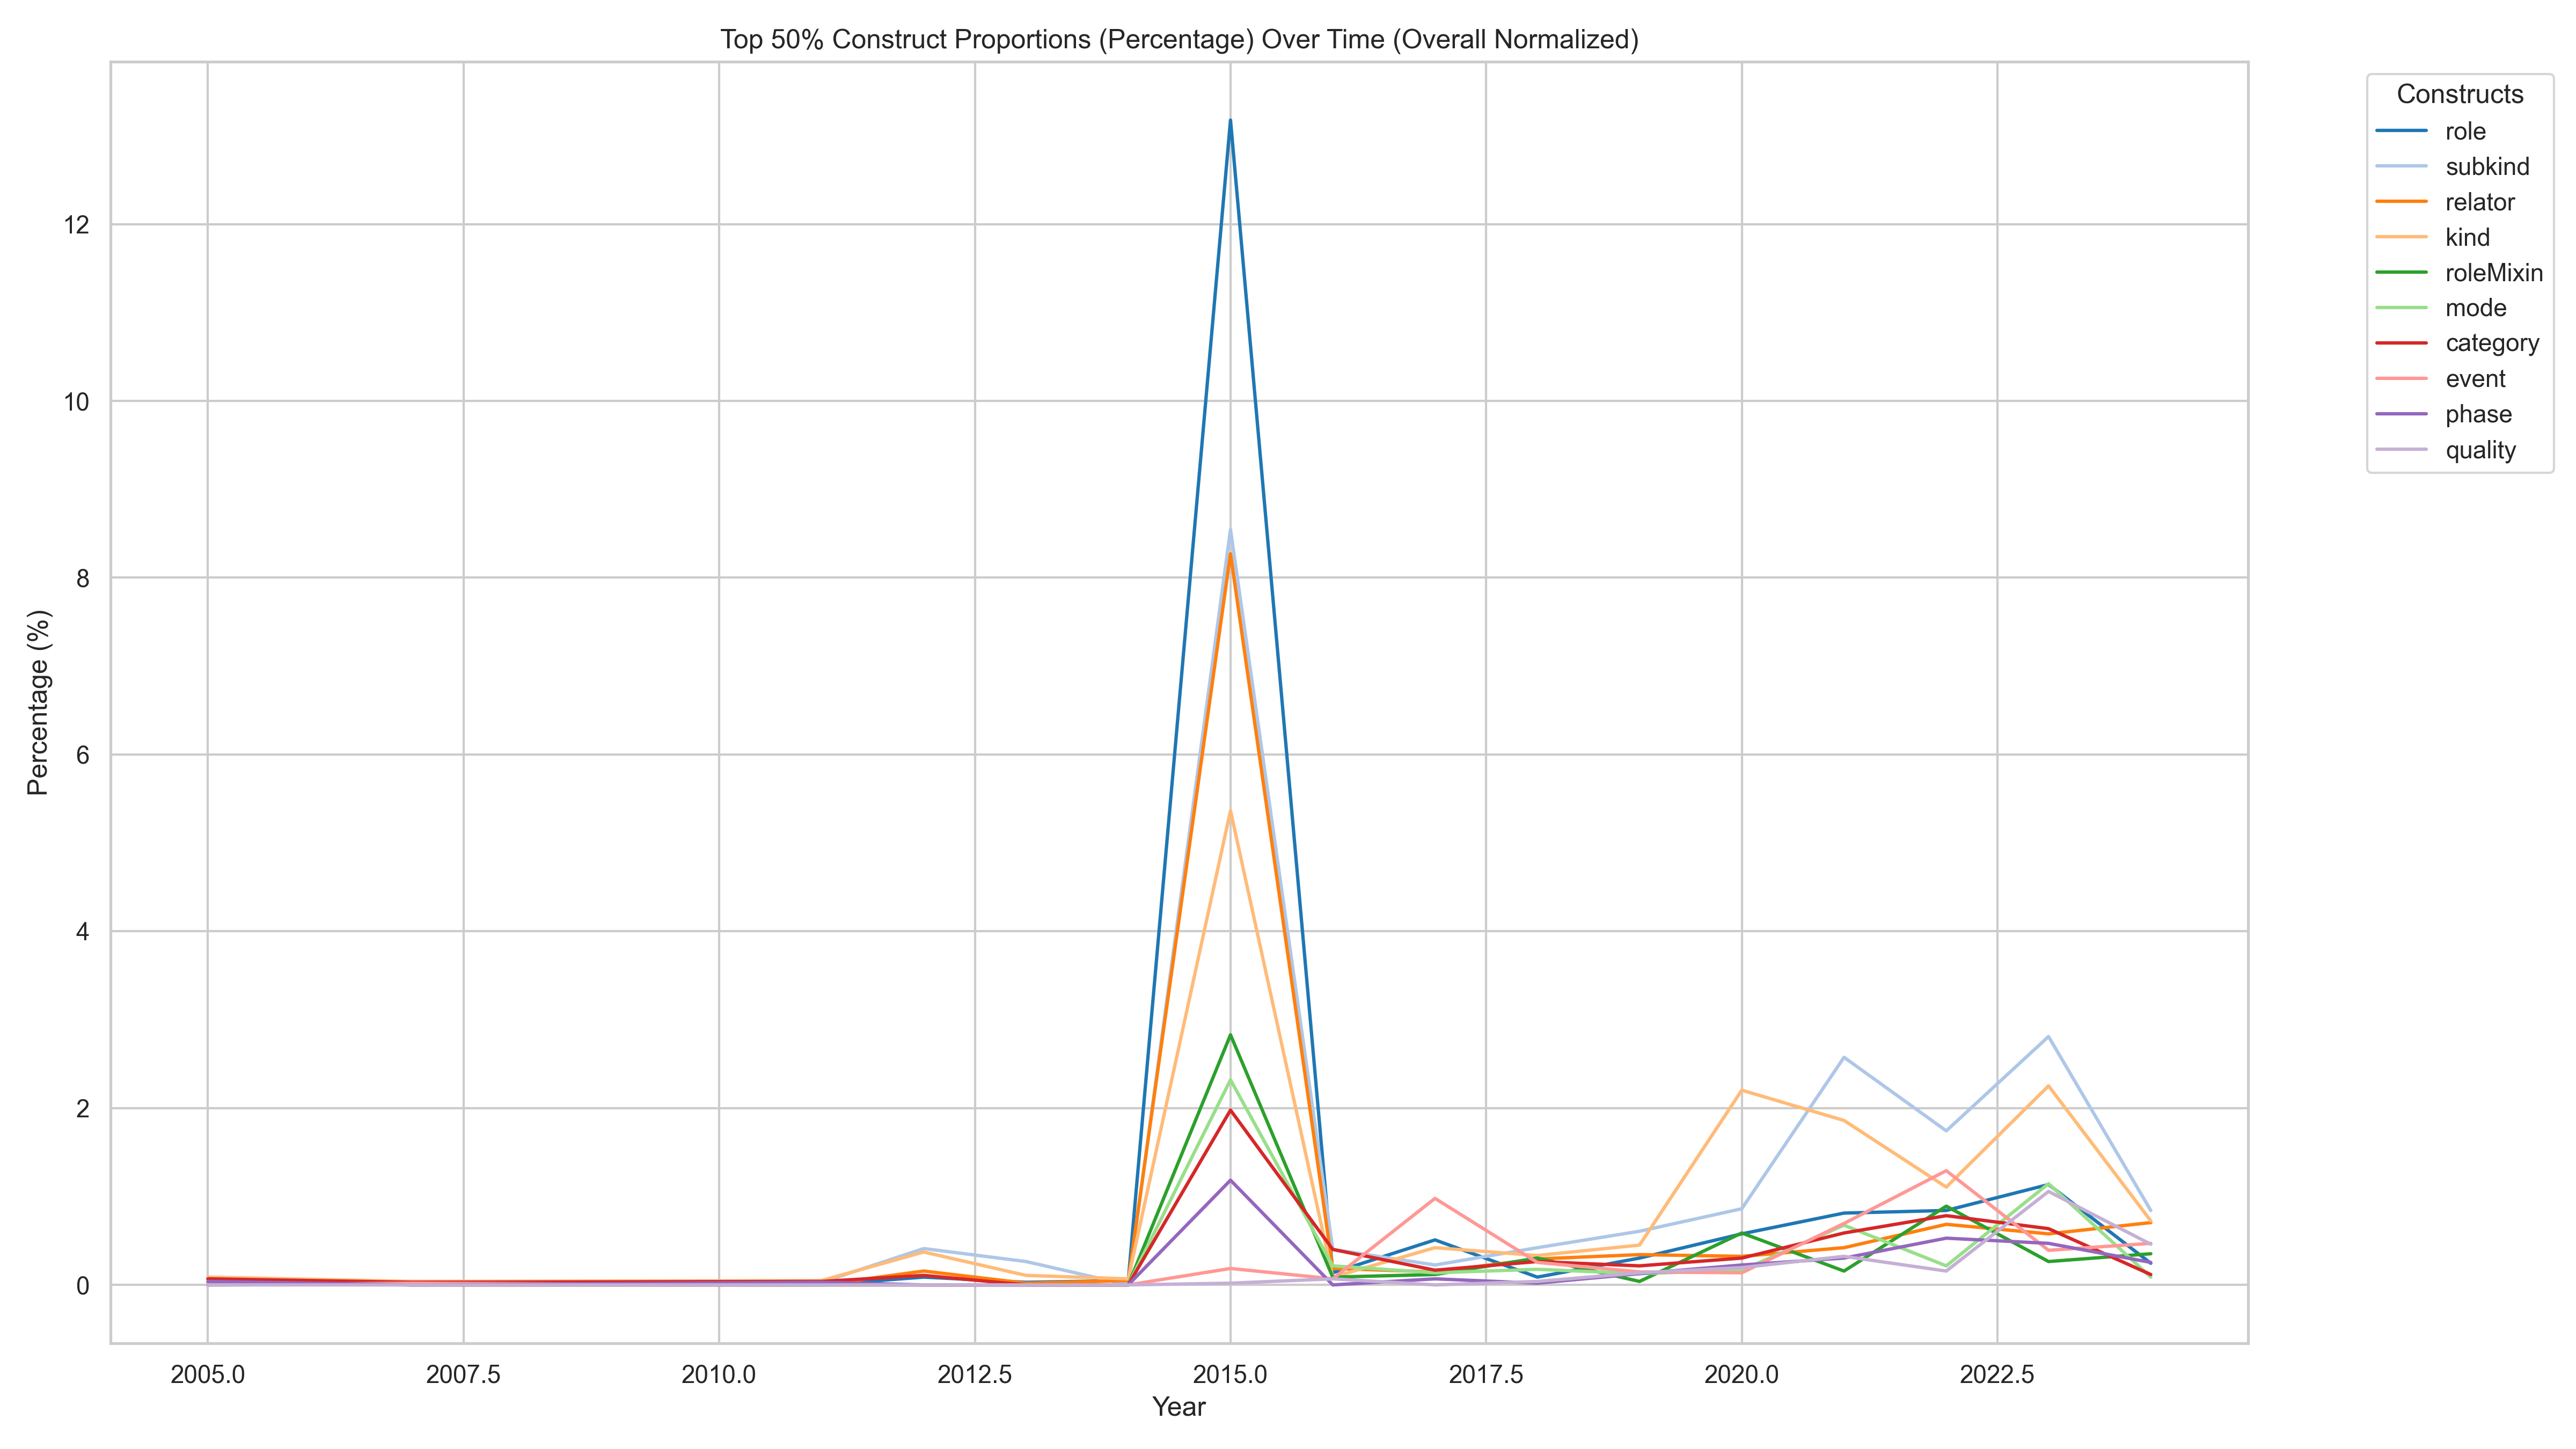 Top 50% Construct Proportions (Percentage) Over Time (Overall Normalized)
Percentage (%)
12
10
8
6
4
2
0
2005.0 2007.5 2010.0 2012.5 2015.0 2017.5 2020.0 2022.5
Year
Constructs
role
subkind
relator
kind
roleMixin
mode
category
event
phase
quality